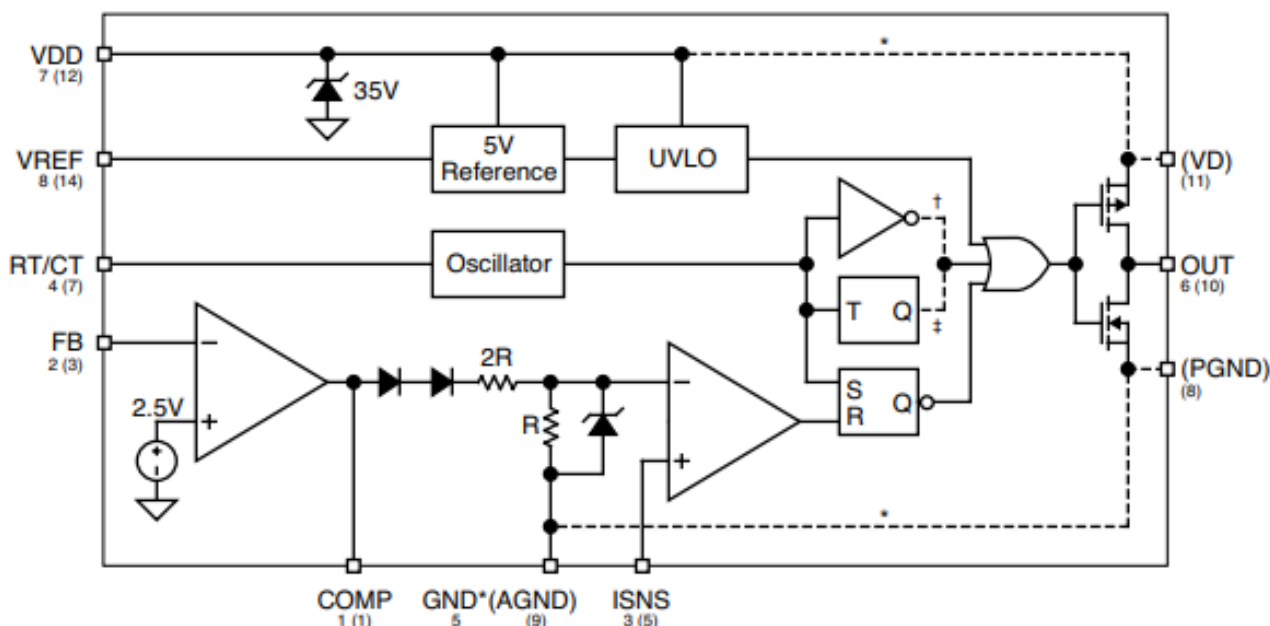 VDD
7 (12)
*
35V
VREF
8 (14)
5V
Reference
UVLO
(VD)
(11)
†
RT/CT
4 (7)
Oscillator
OUT
6 (10)
T Q
‡
FB
2 (3)
−
2R
−
S
R
Q
(PGND)
(8)
2.5V
+
R
+
+
-
*
COMP
1 (1)
GND*(AGND)
5 (9)
ISNS
3 (5)